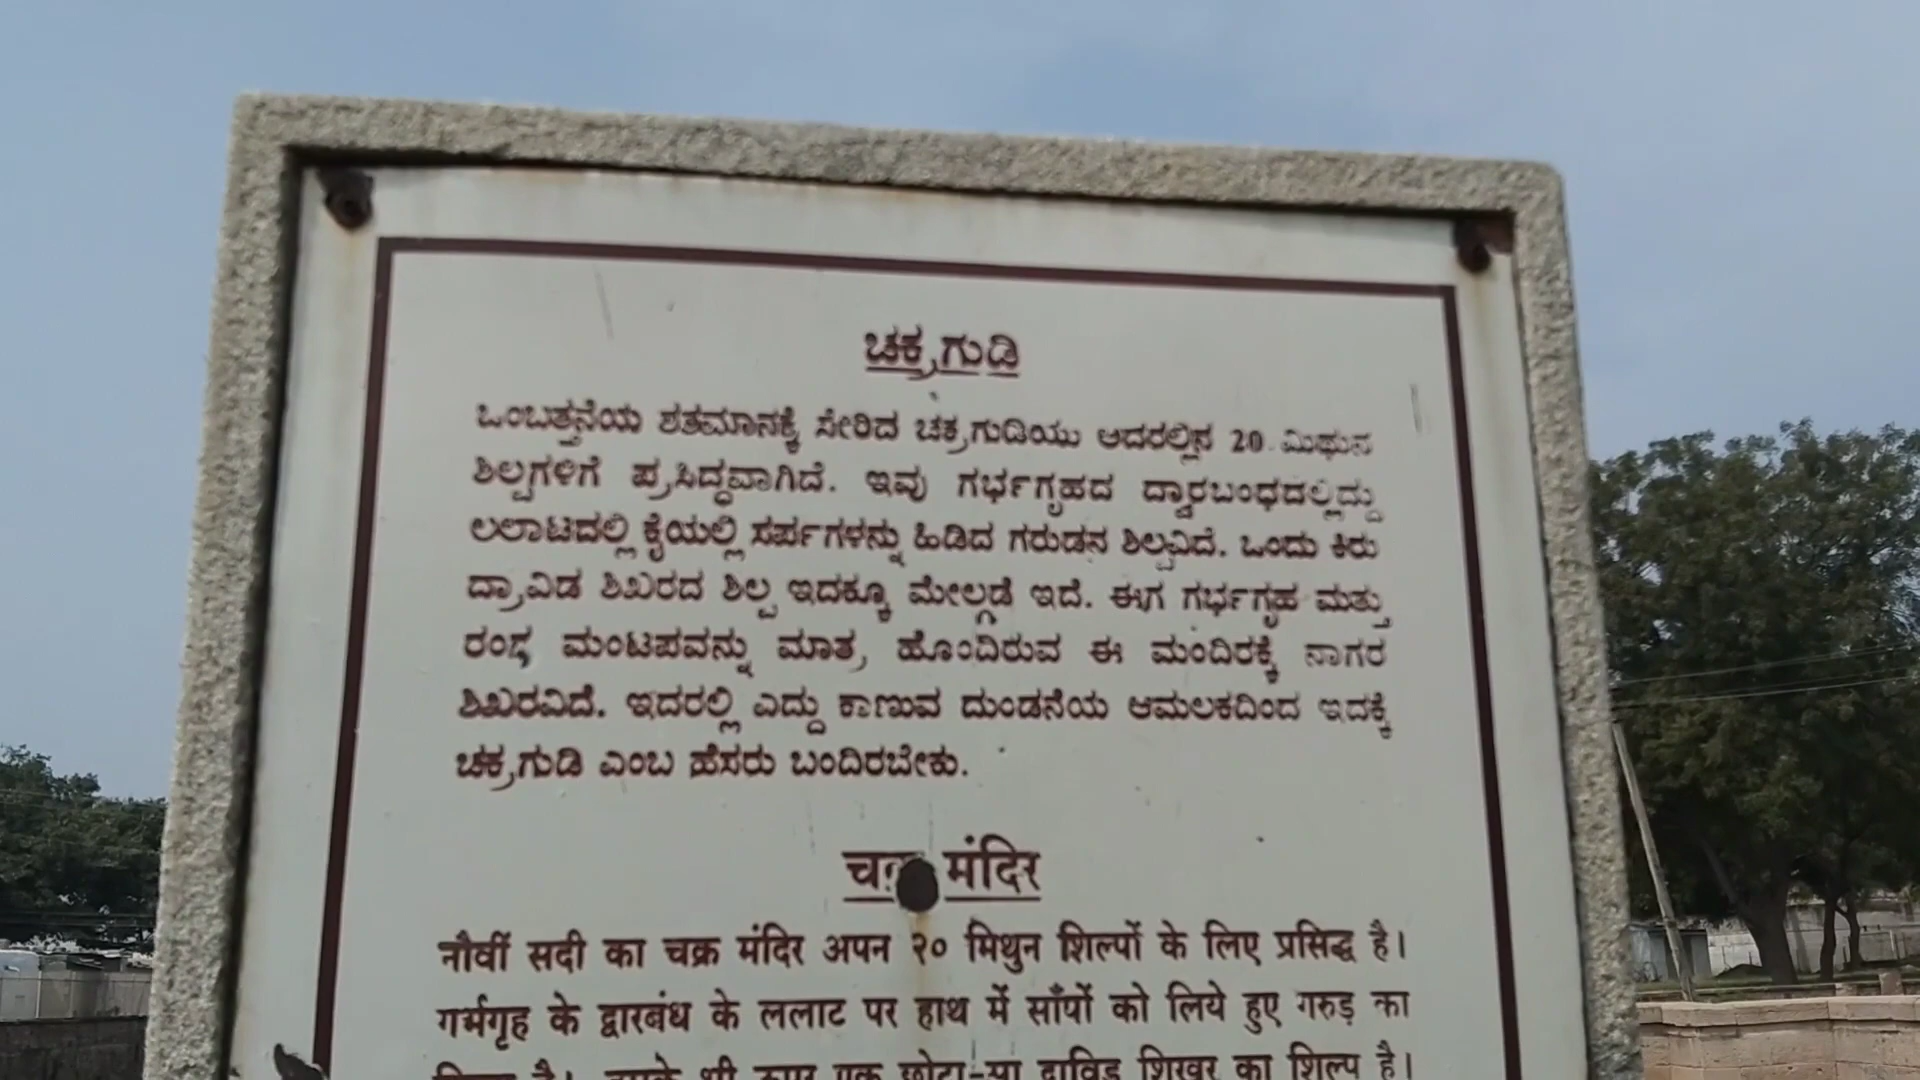 ಚಕ್ರಗುಡಿ
ಒಂಬತ್ತನೆಯ ಶತಮಾನಕ್ಕೆ ಸೇರಿದ ಚಕ್ರಗುಡಿಯು ಆದರಲ್ಲಿನ 20 ಮಿಥುನ
ಶಿಲ್ಪಗಳಿಗೆ ಪ್ರಸಿದ್ಧವಾಗಿದೆ. ಇವು ಗರ್ಭಗೃಹದ ದ್ವಾರಬಂಧದಲ್ಲಿದ್ದು
ಲಲಾಟದಲ್ಲಿ ಕೈಯಲ್ಲಿ ಸರ್ಪಗಳನ್ನು ಹಿಡಿದ ಗರುಡನ ಶಿಲ್ಪವಿದೆ. ಒಂದು ಕಿರು
ದ್ರಾವಿಡ ಶಿಖರದ ಶಿಲ್ಪ ಇದಕ್ಕೂ ಮೇಲ್ಗಡೆ ಇದೆ. ಈಗ ಗರ್ಭಗೃಹ ಮತ್ತು
ರಂಧ್ರ ಮಂಟಪವನ್ನು ಮಾತ್ರ ಹೊಂದಿರುವ ಈ ಮಂದಿರಕ್ಕೆ ನಾಗರ
ಶಿಖರವಿದೆ. ಇದರಲ್ಲಿ ಎದ್ದು ಕಾಣುವ ದುಂಡನೆಯ ಆಮಲಕದಿಂದ ಇದಕ್ಕೆ
ಚಕ್ರಗುಡಿ ಎಂಬ ಹೆಸರು ಬಂದಿರಬೇಕು.
मंदिर
नौवीं सदी का चक्र मंदिर अपन २० मिथुन शिल्पों के लिए प्रसिद्ध है।
गर्भगृह के द्वारबंध के ललाट पर हाथ में साँपों को लिये हुए गरुड़ का
छोटा-सा द्राविड शिखर का शिल्प है।